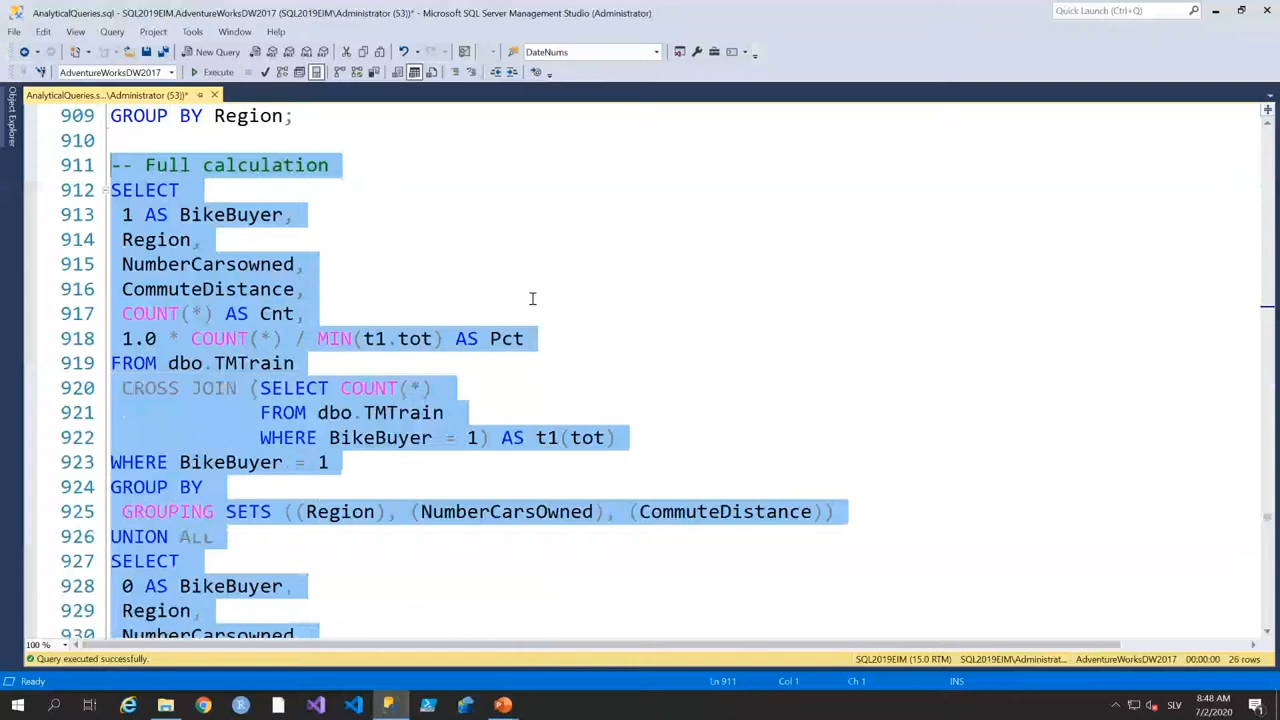 AnalyticalQueries.sql - SQL2019EIM.AdventureWorksDW2017 (SQL2019EIM\Administrator (53))* - Microsoft SQL Server Management Studio (Administrator)
Quick Launch (Ctrl+Q)
File Edit View Query Project Tools Window Help
New Query
DateNums
AdventureWorksDW2017
Execute
Object Explorer
AnalyticalQueries.s...\Administrator (53))*
909 GROUP BY Region;
910
911 -- Full calculation
912 SELECT
913 1 AS BikeBuyer,
914 Region,
915 NumberCarsowned,
916 CommuteDistance,
917 COUNT(*) AS Cnt,
918 1.0 * COUNT(*) / MIN(t1.tot) AS Pct
919 FROM dbo.TMTrain
920 CROSS JOIN (SELECT COUNT(*)
921 FROM dbo.TMTrain
922 WHERE BikeBuyer = 1) AS t1(tot)
923 WHERE BikeBuyer = 1
924 GROUP BY
925 GROUPING SETS ((Region), (NumberCarsOwned), (CommuteDistance))
926 UNION ALL
927 SELECT
928 0 AS BikeBuyer,
929 Region,
930 NumberCarsowned
100 %
Query executed successfully.
SQL2019EIM (15.0 RTM) SQL2019EIM\Administrat... AdventureWorksDW2017 00:00:00 26 rows
Ready
Ln 911 Col 1 Ch 1 INS
SLV
8:48 AM
7/2/2020